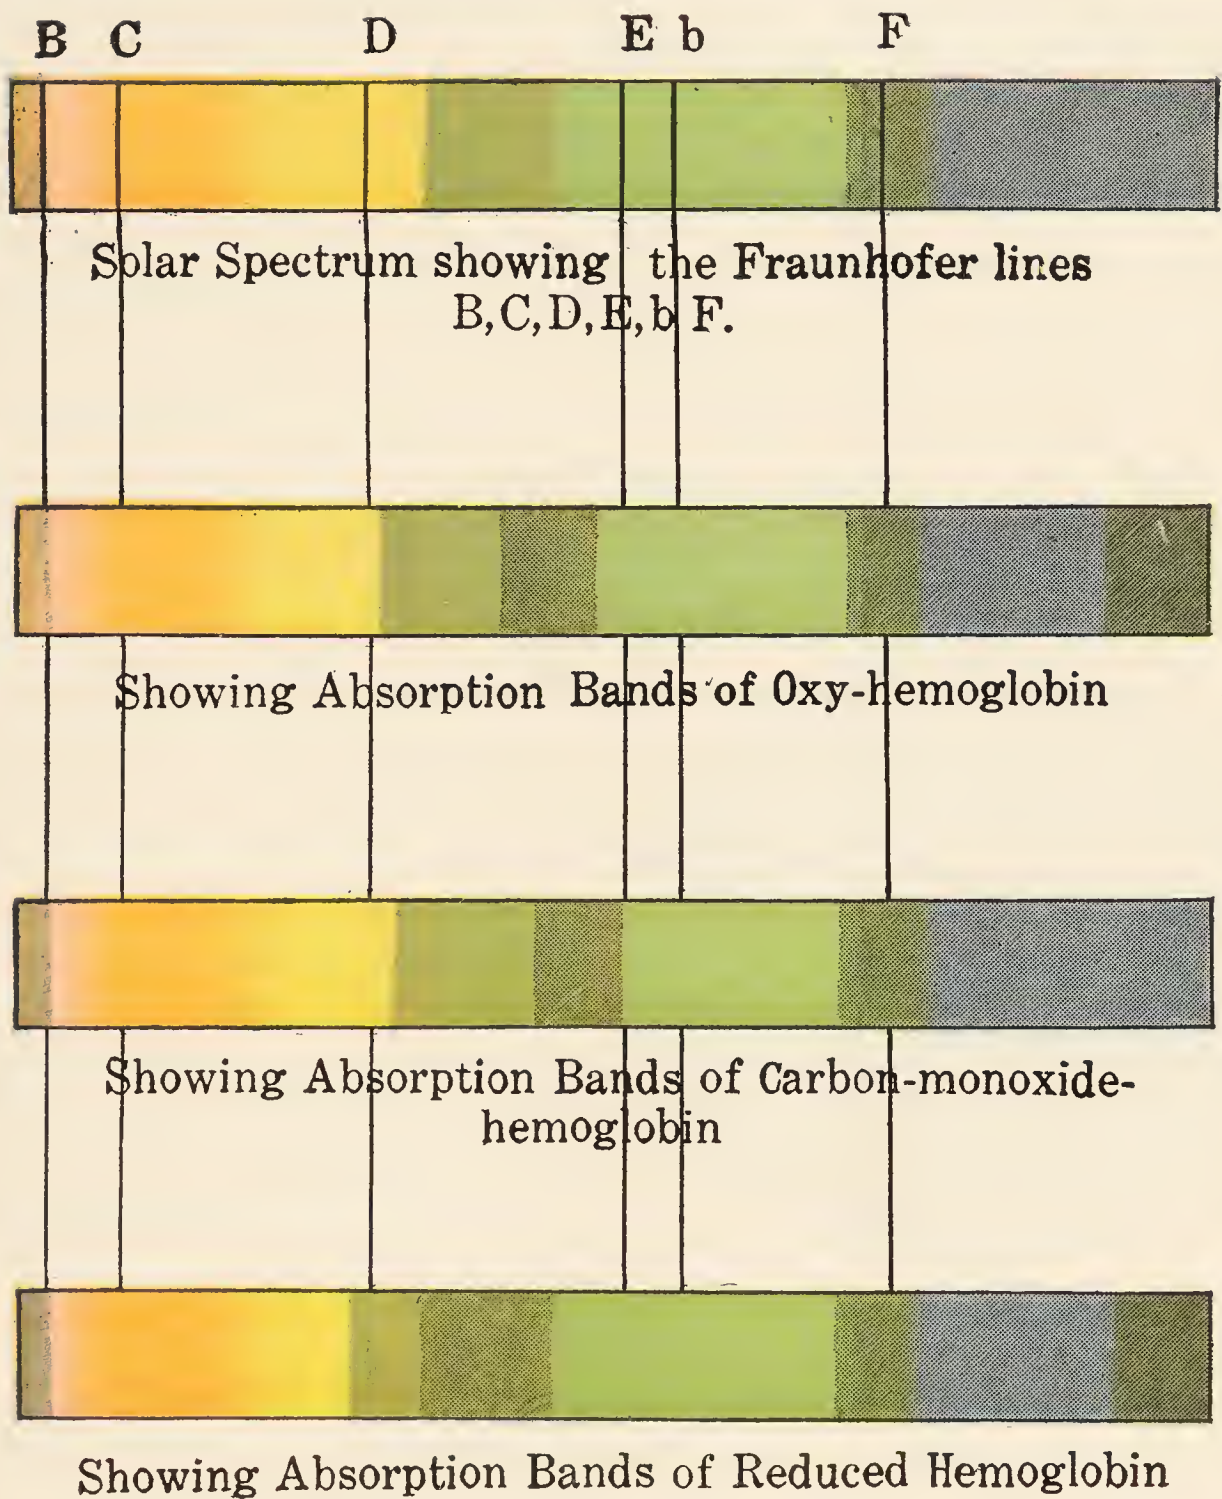 B C D E b F
Solar Spectrum showing the Fraunhofer lines
B, C, D, E, b F.
Showing Absorption Bands of Oxy-hemoglobin
Showing Absorption Bands of Carbon-monoxide-
hemoglobin
Showing Absorption Bands of Reduced Hemoglobin